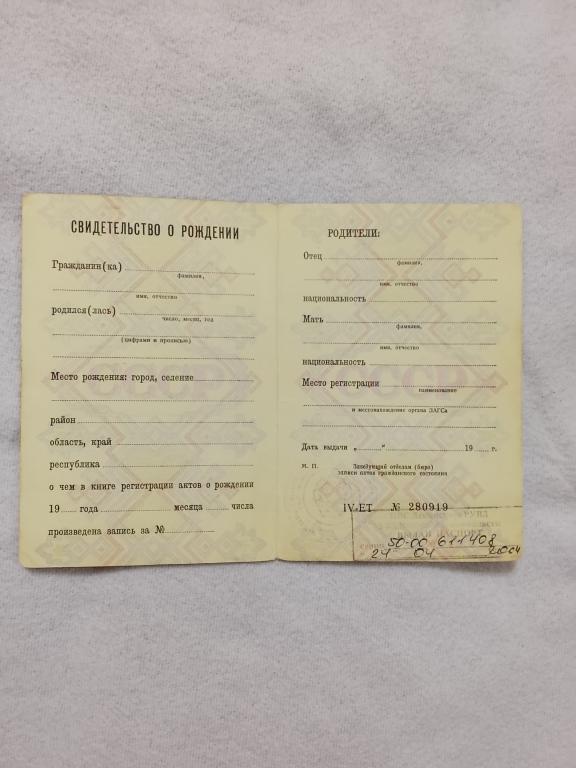 СВИДЕТЕЛЬСТВО О РОЖДЕНИИ
Гражданин(ка)
фамилия,
имя, отчество
родился(лась)
число, месяц, год
(цифрами и прописью)
Место рождения: город, селение
район
область, край
республика
о чем в книге регистрации актов о рождении
19 года месяца числа
произведена запись за №
РОДИТЕЛИ:
Отец
фамилия,
имя, отчество
национальность
Мать
фамилия,
имя, отчество
национальность
Место регистрации
наименование
и местонахождение органа ЗАГСа
Дата выдачи „ “ 19 г.
М. П. Заведующий отделом (бюро)
записи актов гражданского состояния
IV-ЕТ № 280919
ПАСПОРТ
50-00 611408
24 04 2004